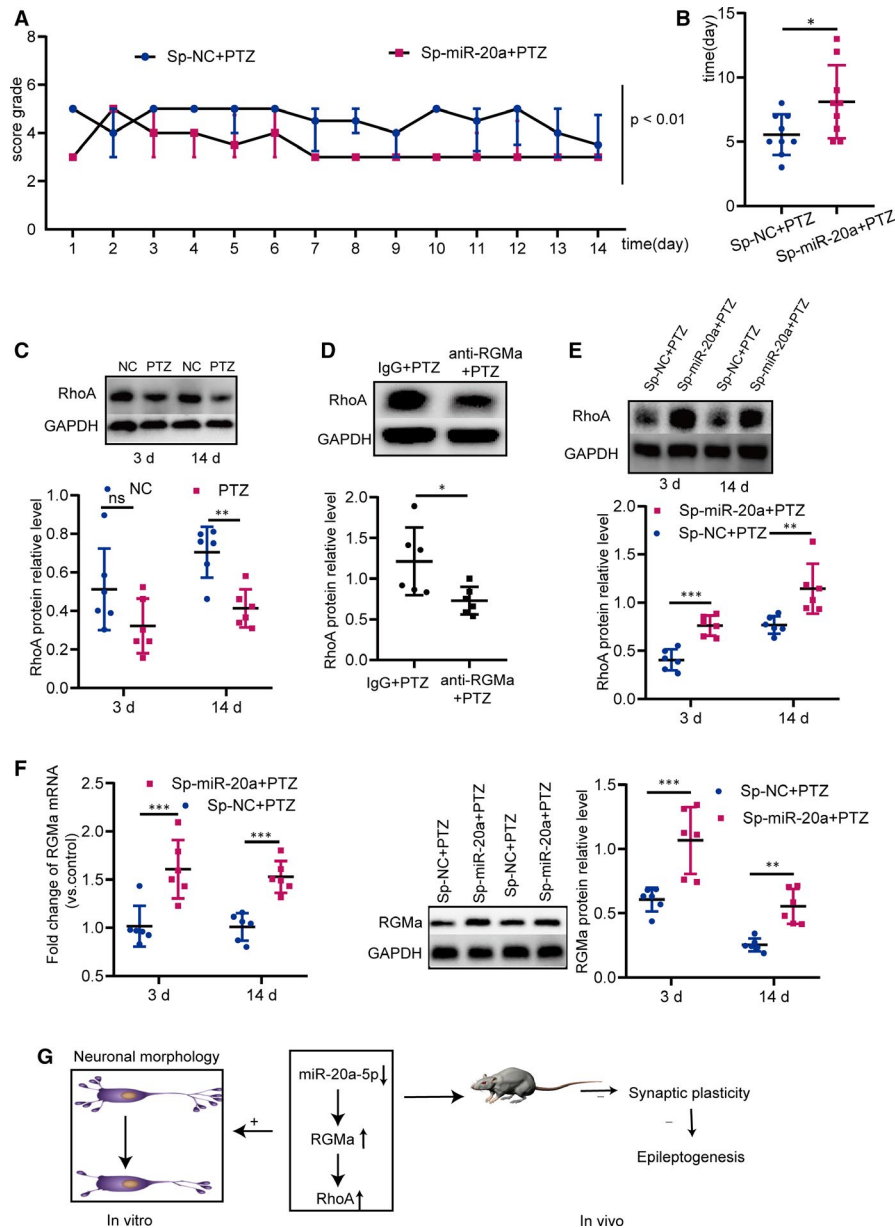 A
Sp-NC+PTZ
Sp-miR-20a+PTZ
score grade
8
6
4
2
0
p < 0.01
1 2 3 4 5 6 7 8 9 10 11 12 13 14
time(day)
B
*
time(day)
15
10
5
0
Sp-NC+PTZ
Sp-miR-20a+PTZ
C
NC PTZ NC PTZ
RhoA
GAPDH
3 d 14 d
NC PTZ
ns
**
RhoA protein relative level
1.0
0.8
0.6
0.4
0.2
0.0
3 d 14 d
D
IgG+PTZ
anti-RGMa
+PTZ
RhoA
GAPDH
*
RhoA protein relative level
2.0
1.5
1.0
0.5
0.0
IgG+PTZ
anti-RGMa
+PTZ
E
Sp-NC+PTZ
Sp-miR-20a+PTZ
Sp-NC+PTZ
Sp-miR-20a+PTZ
RhoA
GAPDH
3 d 14 d
Sp-miR-20a+PTZ
Sp-NC+PTZ
***
**
RhoA protein relative level
2.0
1.5
1.0
0.5
0.0
3 d 14 d
F
Sp-miR-20a+PTZ
Sp-NC+PTZ
***
***
Fold change of RGMa mRNA
(vs.control)
2.5
2.0
1.5
1.0
0.5
3 d 14 d
Sp-NC+PTZ
Sp-miR-20a+PTZ
Sp-NC+PTZ
Sp-miR-20a+PTZ
RGMa
GAPDH
Sp-NC+PTZ
Sp-miR-20a+PTZ
***
**
RGMa protein relative level
1.5
1.0
0.5
0.0
3 d 14 d
G
Neuronal morphology
+
miR-20a-5p↓
RGMa ↑
RhoA↑
−
Synaptic plasticity
−
Epileptogenesis
In vitro
In vivo